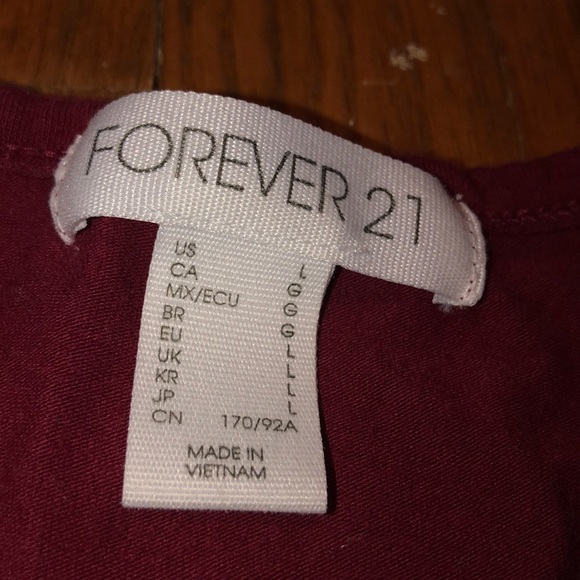 FOREVER 21
US L
CA G
MX/ECU G
BR G
EU L
UK L
KR L
JP L
CN 170/92A
MADE IN
VIETNAM